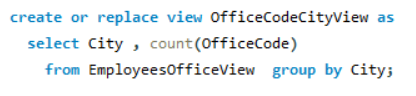 create or replace view OfficeCodeCityView as
select City , count(OfficeCode)
from EmployeesOfficeView  group by City;